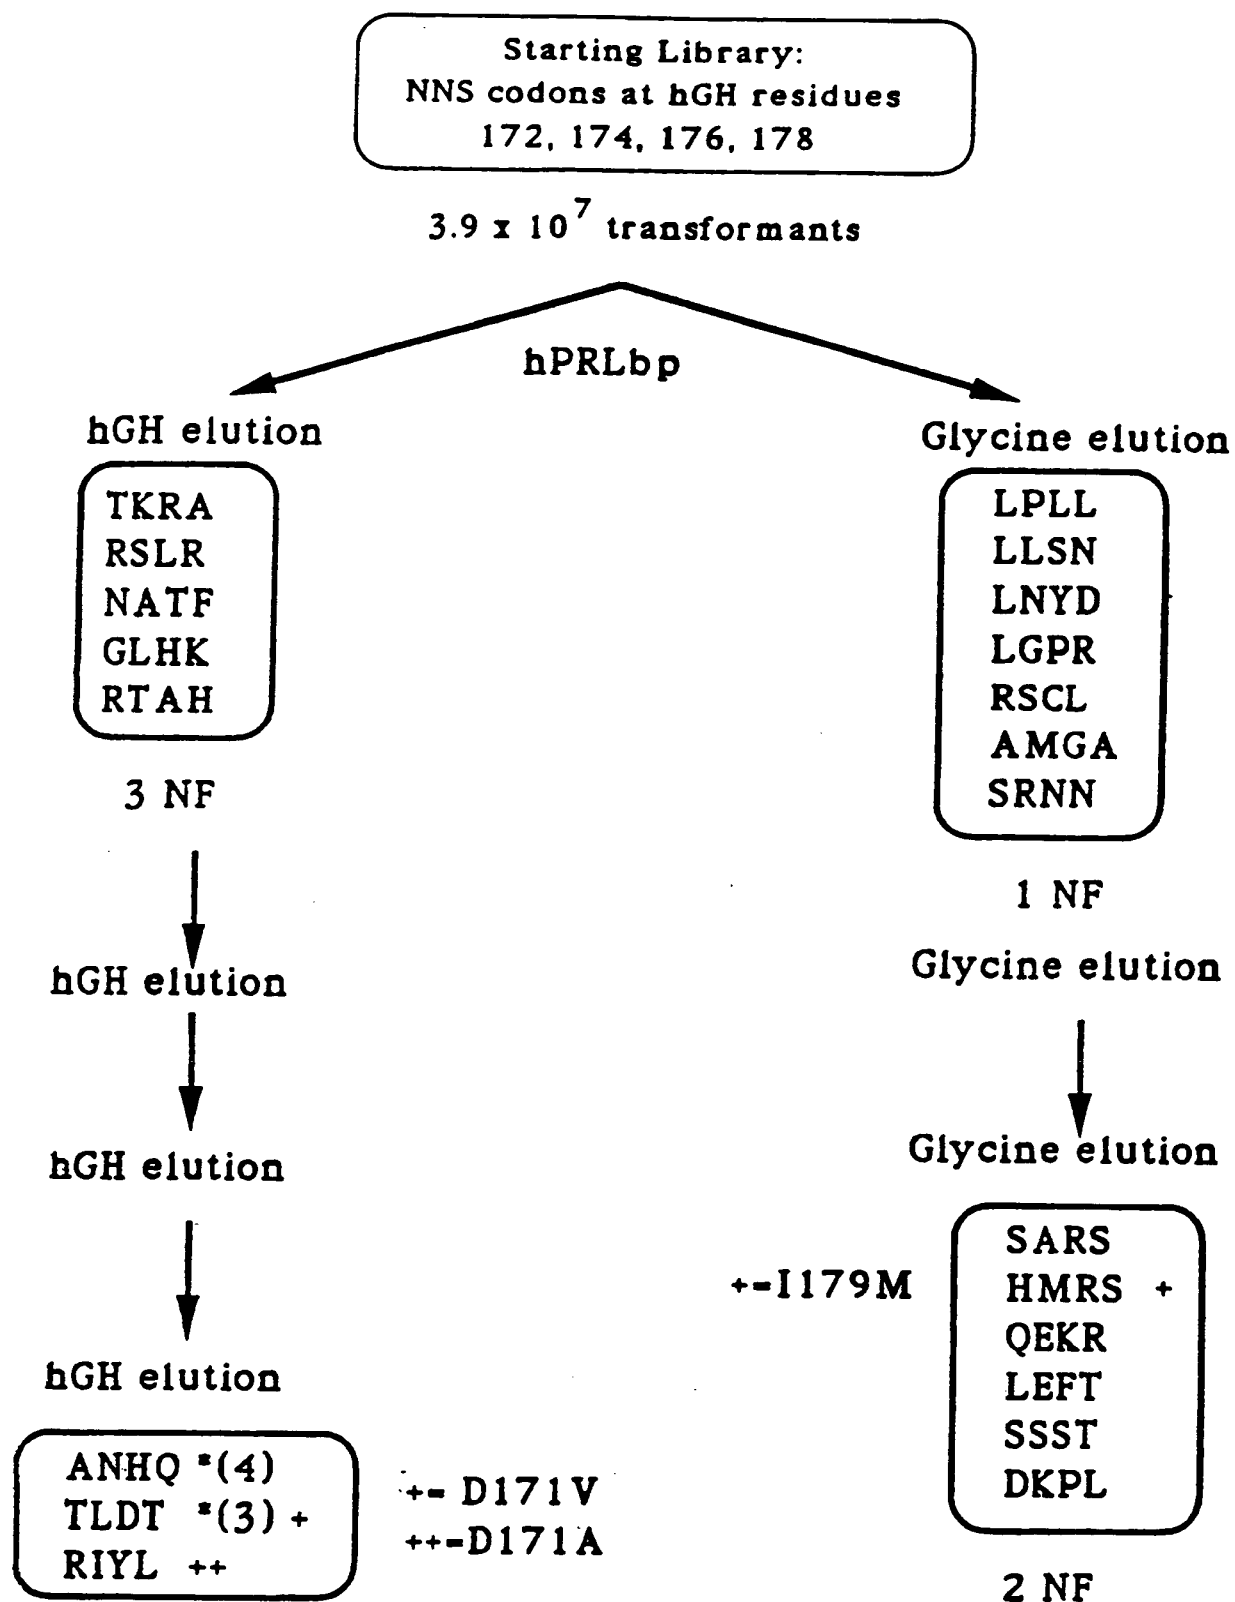 Starting Library:
NNS codons at hGH residues
172, 174, 176, 178
3.9 x 10^7 transformants
hPRLbp
hGH elution
TKRA
RSLR
NATF
GLHK
RTAH
3 NF
hGH elution
hGH elution
hGH elution
ANHQ *(4)
TLDT *(3) +
RIYL ++
+= D171V
++=D171A
Glycine elution
LPLL
LLSN
LNYD
LGPR
RSCL
AMGA
SRNN
1 NF
Glycine elution
Glycine elution
+=I179M
SARS
HMRS +
QEKR
LEFT
SSST
DKPL
2 NF